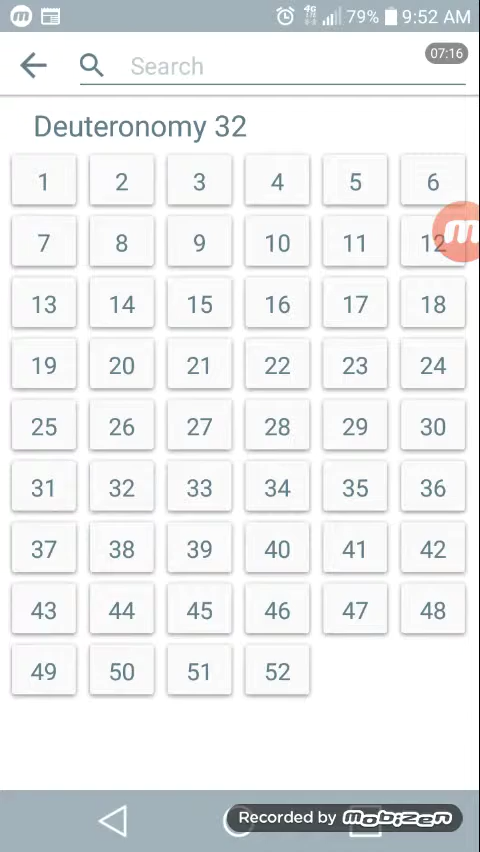 4G 79% 9:52 AM
Search
07:16
Deuteronomy 32
1 2 3 4 5 6
7 8 9 10 11 12
13 14 15 16 17 18
19 20 21 22 23 24
25 26 27 28 29 30
31 32 33 34 35 36
37 38 39 40 41 42
43 44 45 46 47 48
49 50 51 52
Recorded by mobizen